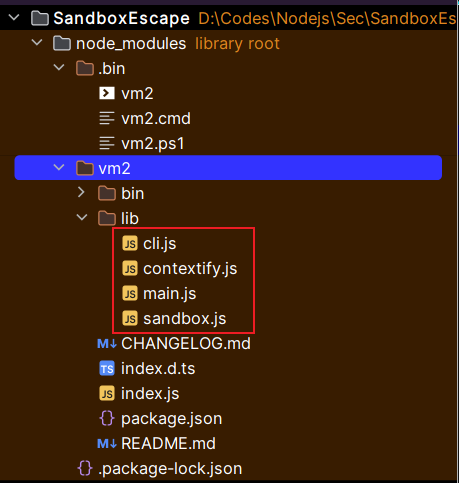 SandboxEscape D:\Codes\Nodejs\Sec\SandboxEs
node_modules library root
.bin
vm2
vm2.cmd
vm2.ps1
vm2
bin
lib
JS cli.js
JS contextify.js
JS main.js
JS sandbox.js
M↓ CHANGELOG.md
TS index.d.ts
JS index.js
{} package.json
M↓ README.md
{} .package-lock.json